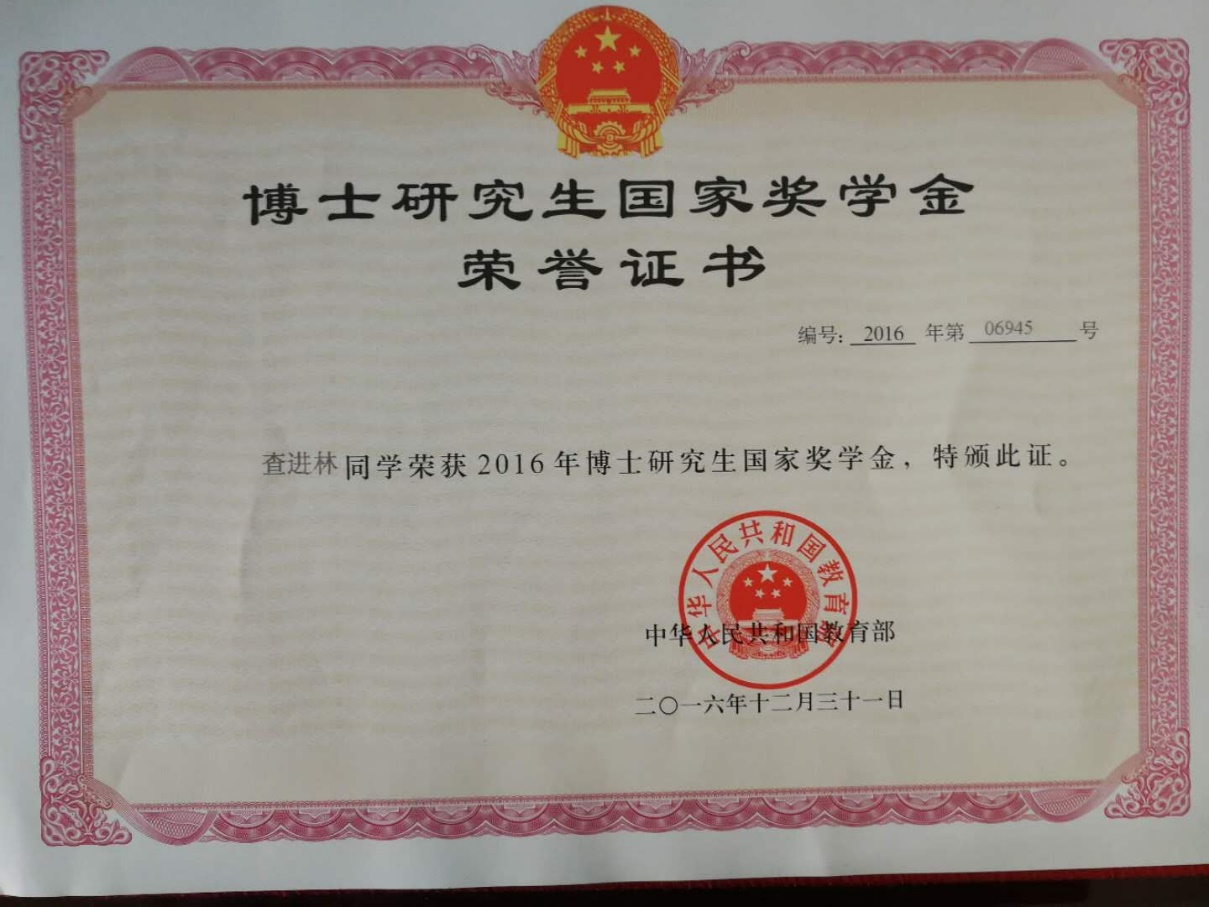 博士研究生国家奖学金
荣誉证书
编号: 2016 年第 06945 号
查进林同学荣获2016年博士研究生国家奖学金，特颁此证。
中华人民共和国教育部
中华人民共和国教育部
二〇一六年十二月三十一日